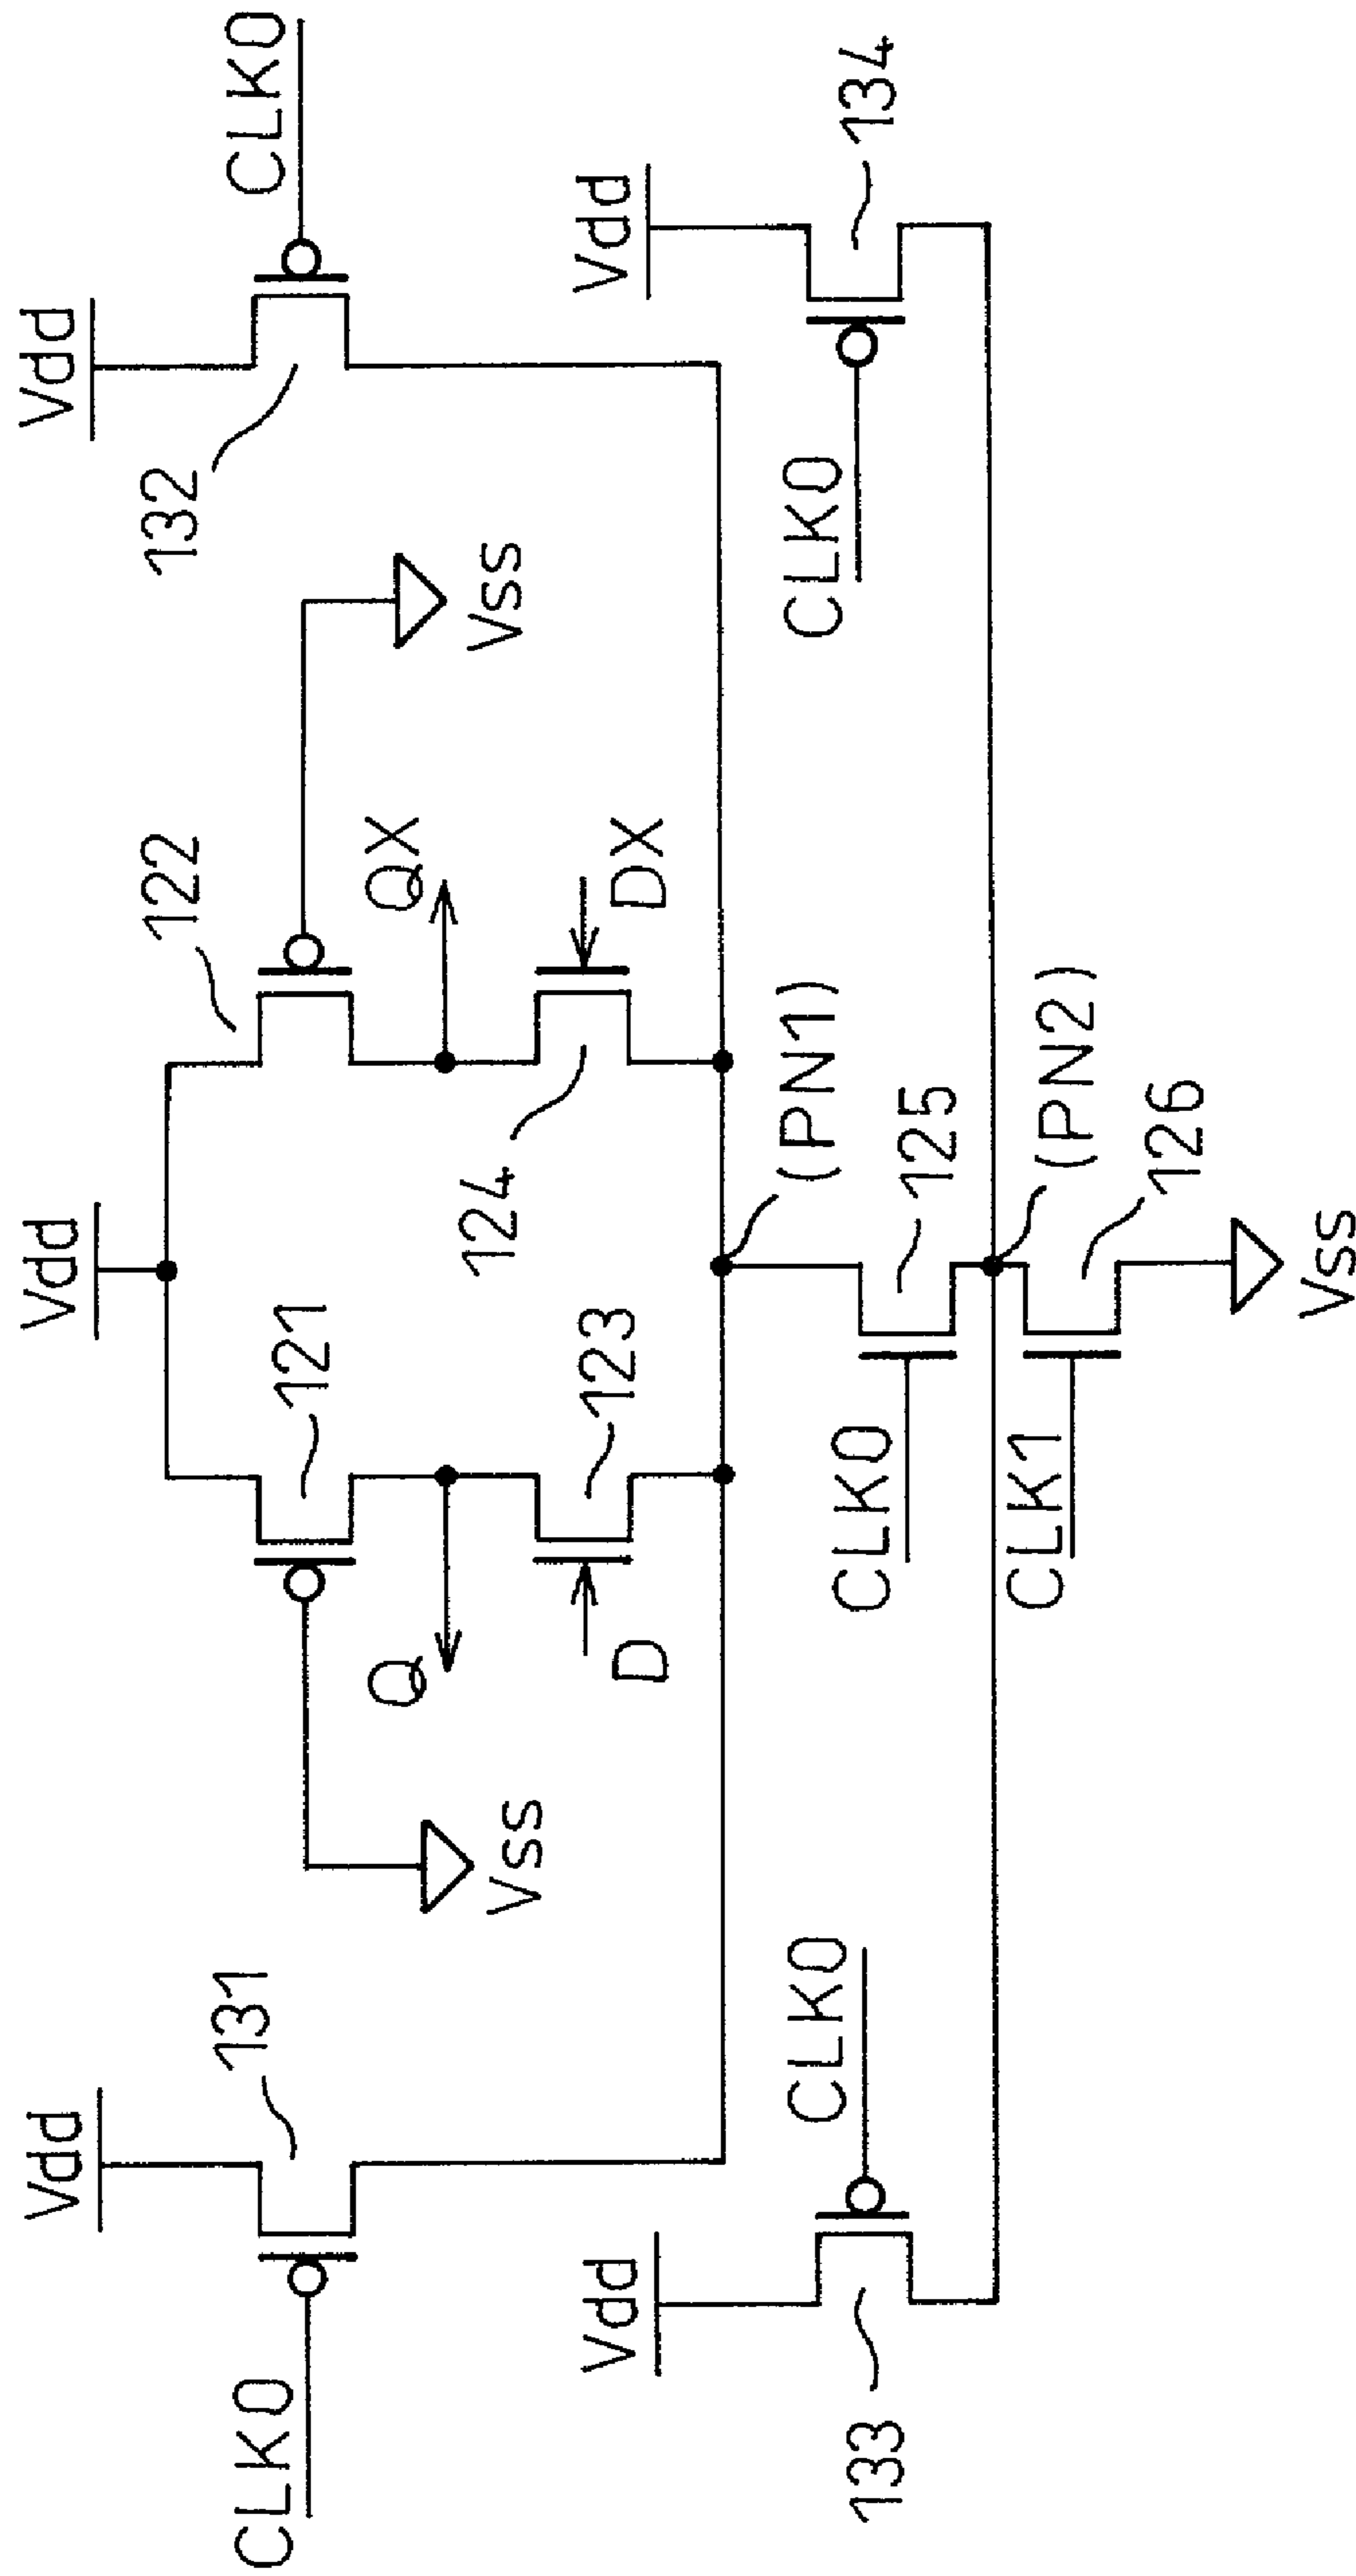 Vdd
Vdd
Vdd
CLK0
131
121
122
132
CLK0
Vss
Q
QX
Vss
D
123
124
DX
Vdd
Vdd
(PN1)
133
CLK0
CLK0
125
CLK0
134
(PN2)
CLK1
126
Vss